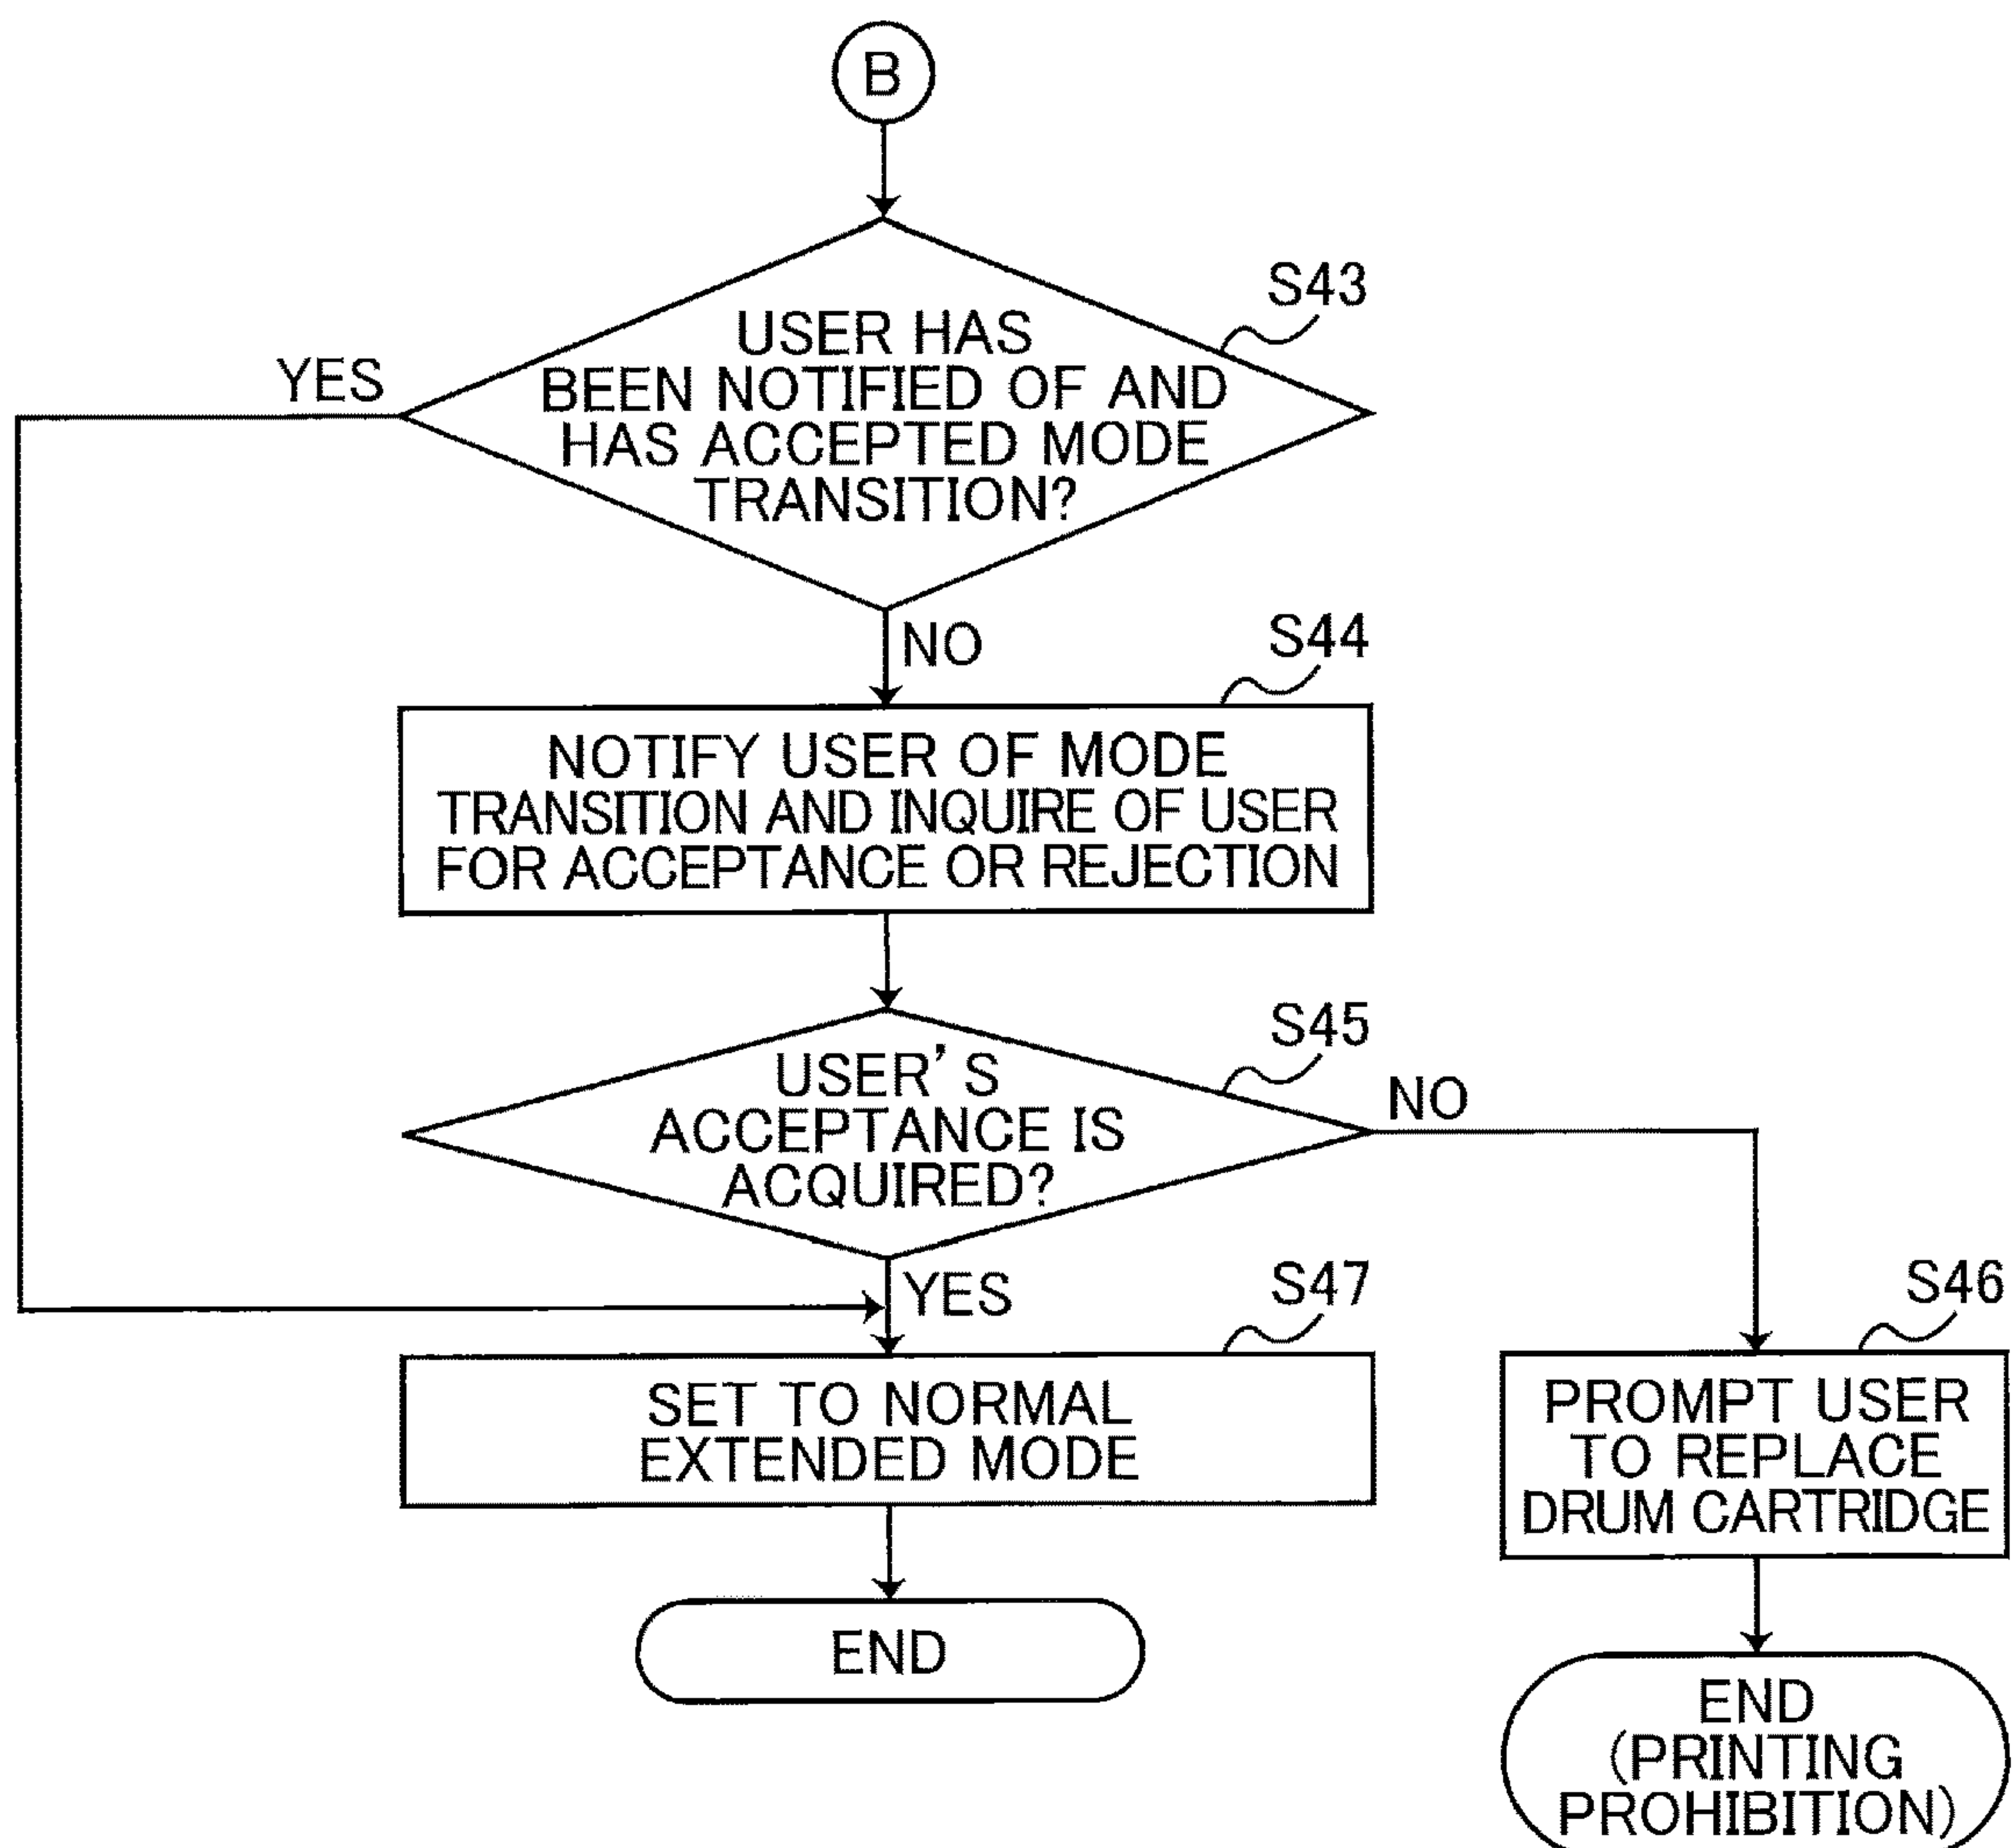 B
S43
USER HAS
BEEN NOTIFIED OF AND
HAS ACCEPTED MODE
TRANSITION?
YES
NO
S44
NOTIFY USER OF MODE
TRANSITION AND INQUIRE OF USER
FOR ACCEPTANCE OR REJECTION
S45
USER'S
ACCEPTANCE IS
ACQUIRED?
NO
YES
S47
SET TO NORMAL
EXTENDED MODE
END
S46
PROMPT USER
TO REPLACE
DRUM CARTRIDGE
END
(PRINTING
PROHIBITION)